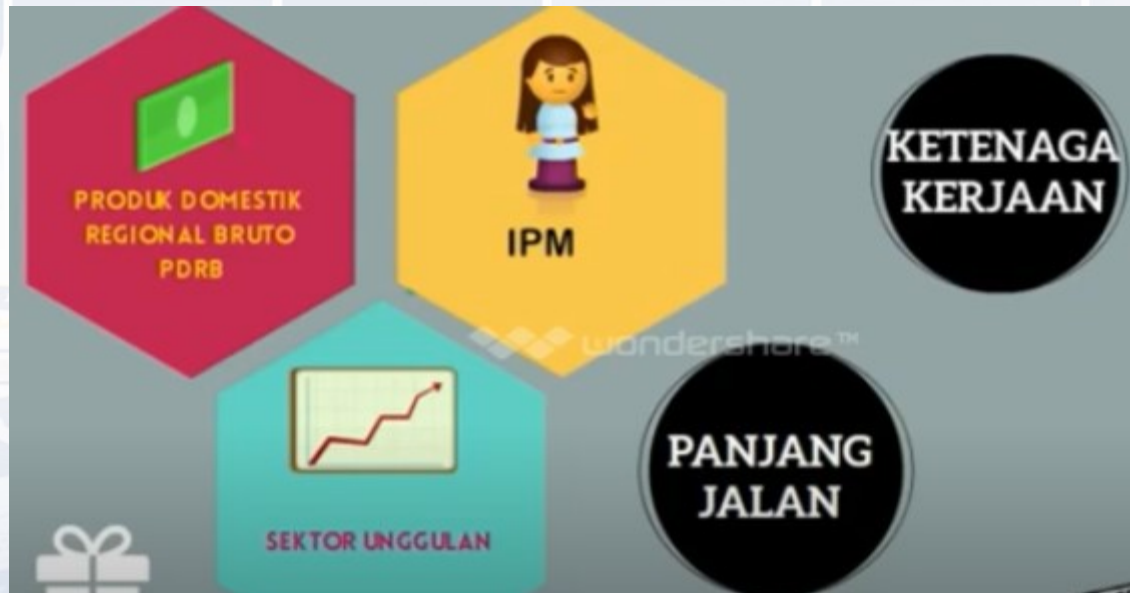 PRODUK DOMESTIK
REGIONAL BRUTO
PDRB
IPM
KETENAGA
KERJAAN
wondershare™
SEKTOR UNGGULAN
PANJANG
JALAN